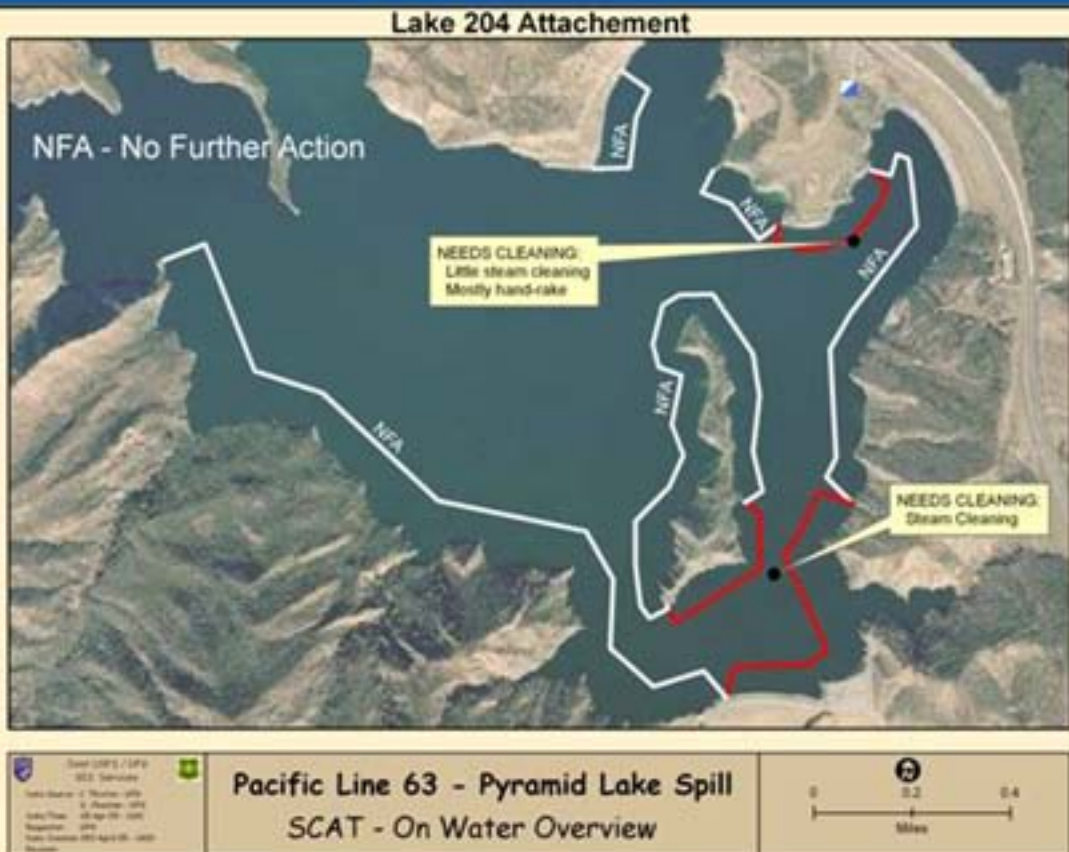 Lake 204 Attachement
NFA - No Further Action
NFA
NFA
NEEDS CLEANING:
Little steam cleaning
Mostly hand-rake
NFA
NFA
NFA
NEEDS CLEANING:
Steam Cleaning
Pacific Line 63 - Pyramid Lake Spill
SCAT - On Water Overview
0 0.2 0.4
Miles